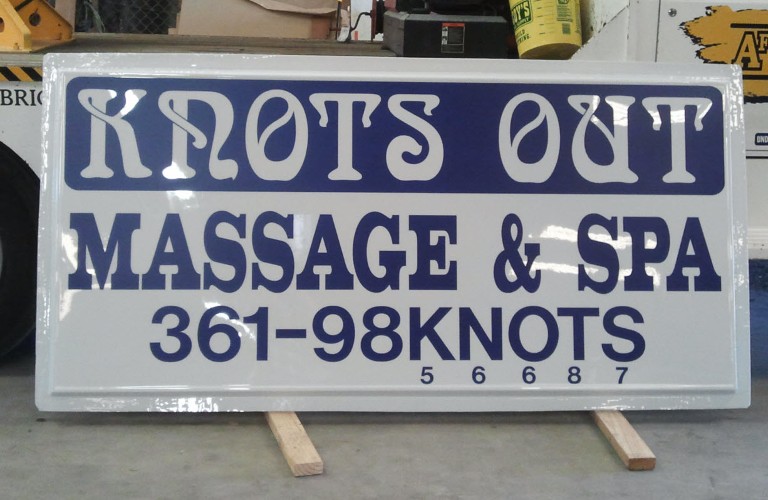 KNOTS OUT
MASSAGE & SPA
361-98KNOTS
5 6 6 8 7